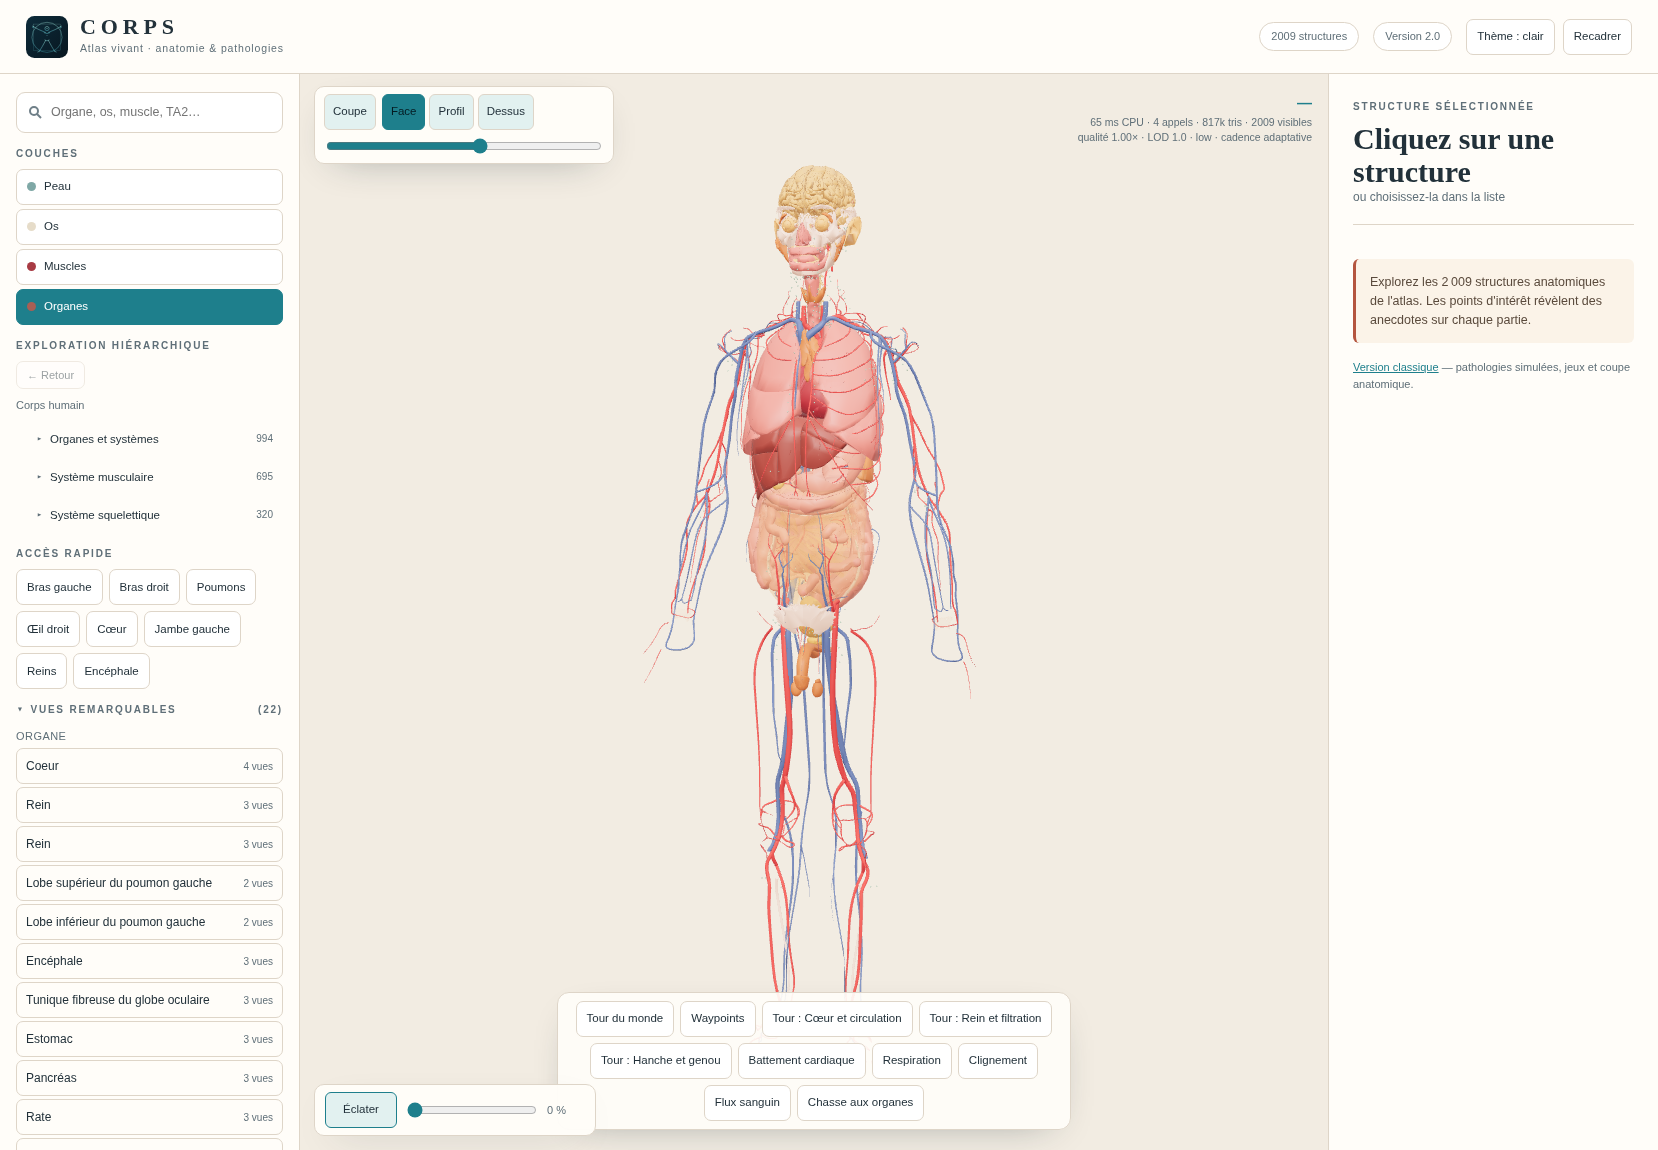 CORPS
Atlas vivant · anatomie & pathologies
2009 structures
Version 2.0
Thème : clair
Recadrer
Organe, os, muscle, TA2…
COUCHES
Peau
Os
Muscles
Organes
EXPLORATION HIÉRARCHIQUE
← Retour
Corps humain
Organes et systèmes 994
Système musculaire 695
Système squelettique 320
ACCÈS RAPIDE
Bras gauche
Bras droit
Poumons
Œil droit
Cœur
Jambe gauche
Reins
Encéphale
VUES REMARQUABLES (22)
ORGANE
Coeur 4 vues
Rein 3 vues
Rein 3 vues
Lobe supérieur du poumon gauche 2 vues
Lobe inférieur du poumon gauche 2 vues
Encéphale 3 vues
Tunique fibreuse du globe oculaire 3 vues
Estomac 3 vues
Pancréas 3 vues
Rate 3 vues
Coupe
Face
Profil
Dessus
—
65 ms CPU · 4 appels · 817k tris · 2009 visibles
qualité 1.00× · LOD 1.0 · low · cadence adaptative
Tour du monde
Waypoints
Tour : Cœur et circulation
Tour : Rein et filtration
Tour : Hanche et genou
Battement cardiaque
Respiration
Clignement
Flux sanguin
Chasse aux organes
Éclater
0 %
STRUCTURE SÉLECTIONNÉE
Cliquez sur une
structure
ou choisissez-la dans la liste
Explorez les 2 009 structures anatomiques
de l'atlas. Les points d'intérêt révèlent des
anecdotes sur chaque partie.
Version classique — pathologies simulées, jeux et coupe
anatomique.